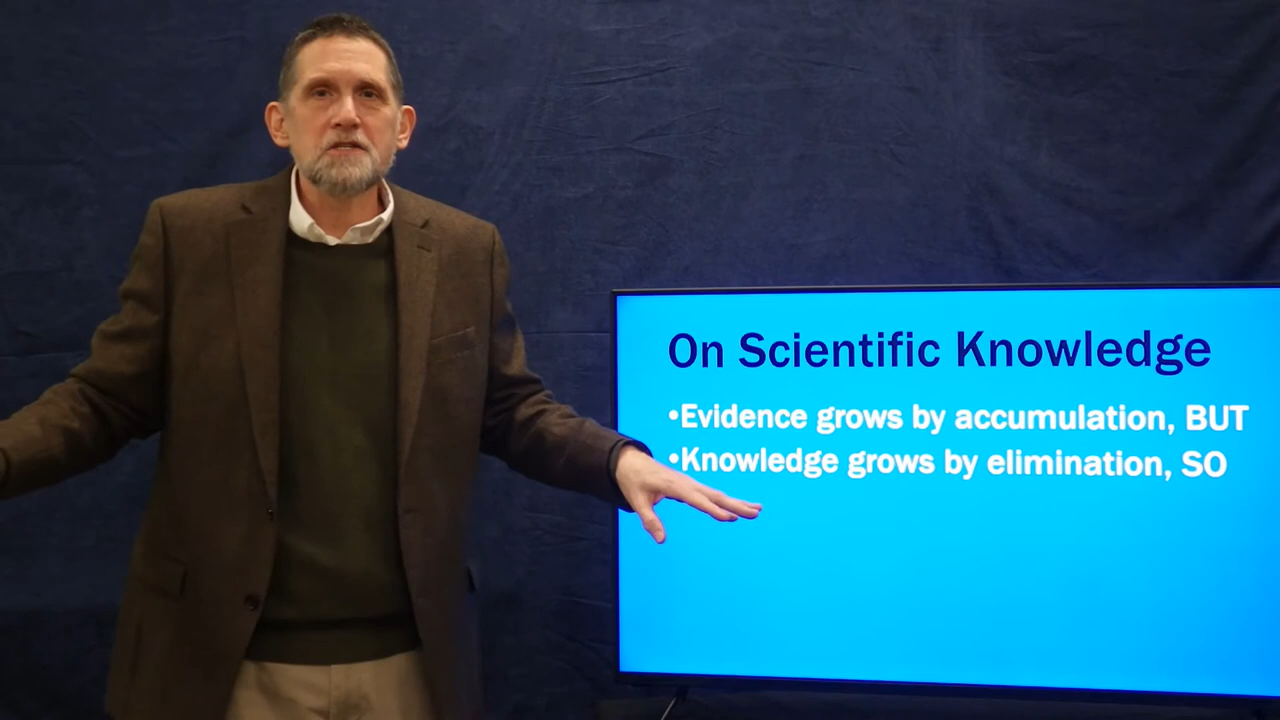 On Scientific Knowledge
•Evidence grows by accumulation, BUT
•Knowledge grows by elimination, SO